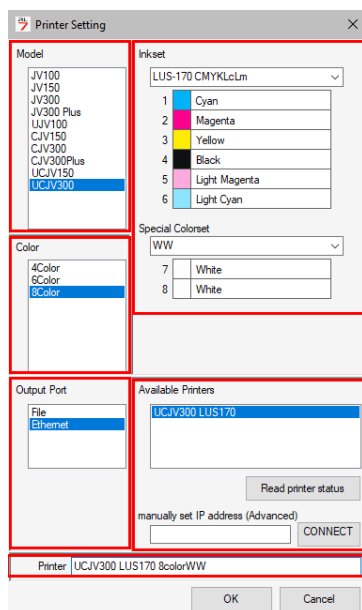 Printer Setting
Model
JV100
JV150
JV300
JV300 Plus
UJV100
CJV150
CJV300
CJV300Plus
UCJV150
UCJV300
Inkset
LUS-170 CMYKLcLm
1 Cyan
2 Magenta
3 Yellow
4 Black
5 Light Magenta
6 Light Cyan
Special Colorset
WW
7 White
8 White
Color
4Color
6Color
8Color
Output Port
File
Ethernet
Available Printers
UCJV300 LUS170
Read printer status
manually set IP address (Advanced)
CONNECT
Printer UCJV300 LUS170 8colorWW
OK Cancel